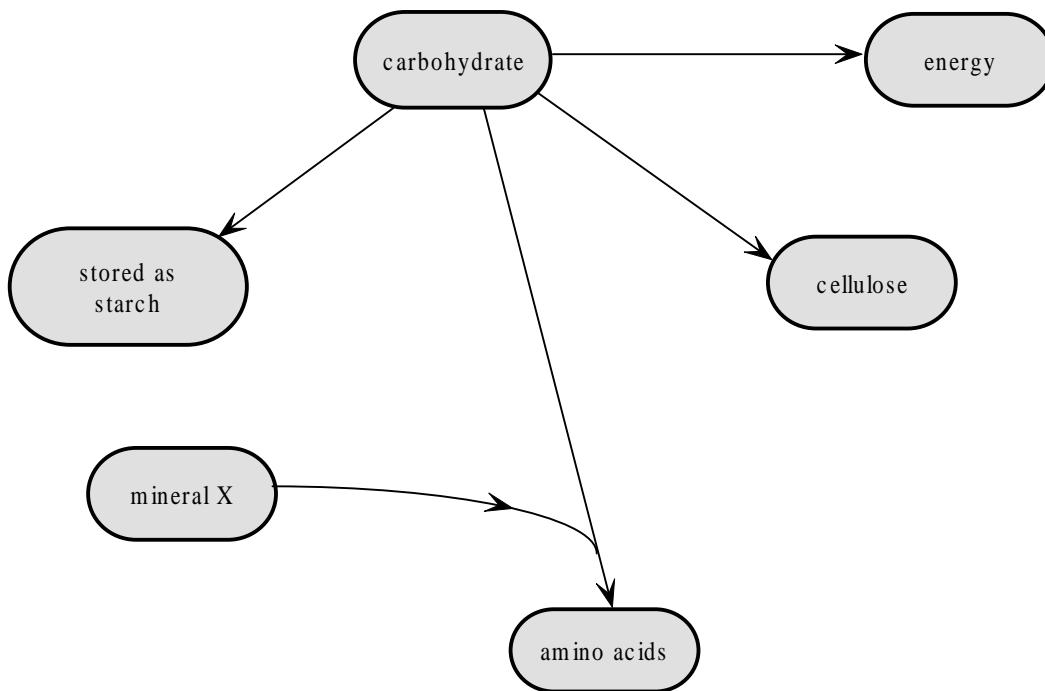 carbohydrate
energy
stored as
starch
cellulose
mineral X
amino acids